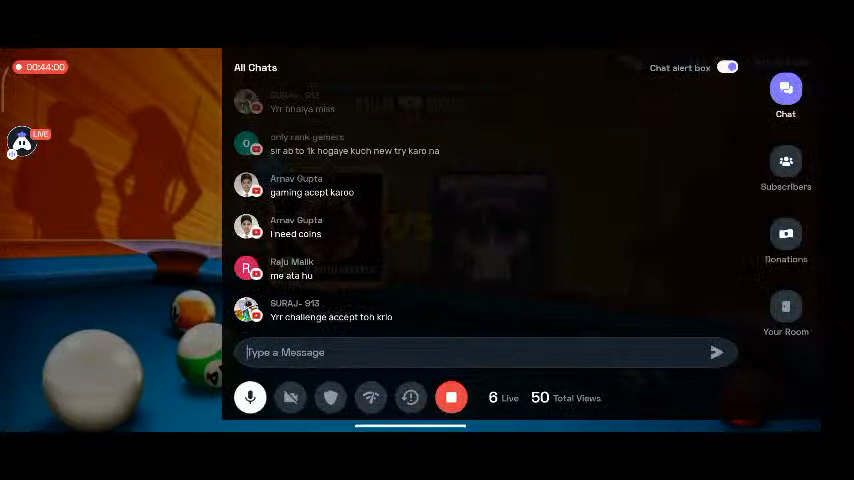 00:44:00
All Chats
Chat alert box
SURAJ- 913
Yrr bhaiya miss
only rank gamers
sir ab to 1k hogaye kuch new try karo na
Arnav Gupta
gaming acept karoo
Arnav Gupta
i need coins
Raju Malik
me ata hu
SURAJ- 913
Yrr challenge accept toh krlo
Type a Message
6 Live 50 Total Views
LIVE
Chat
Subscribers
Donations
Your Room
O
R